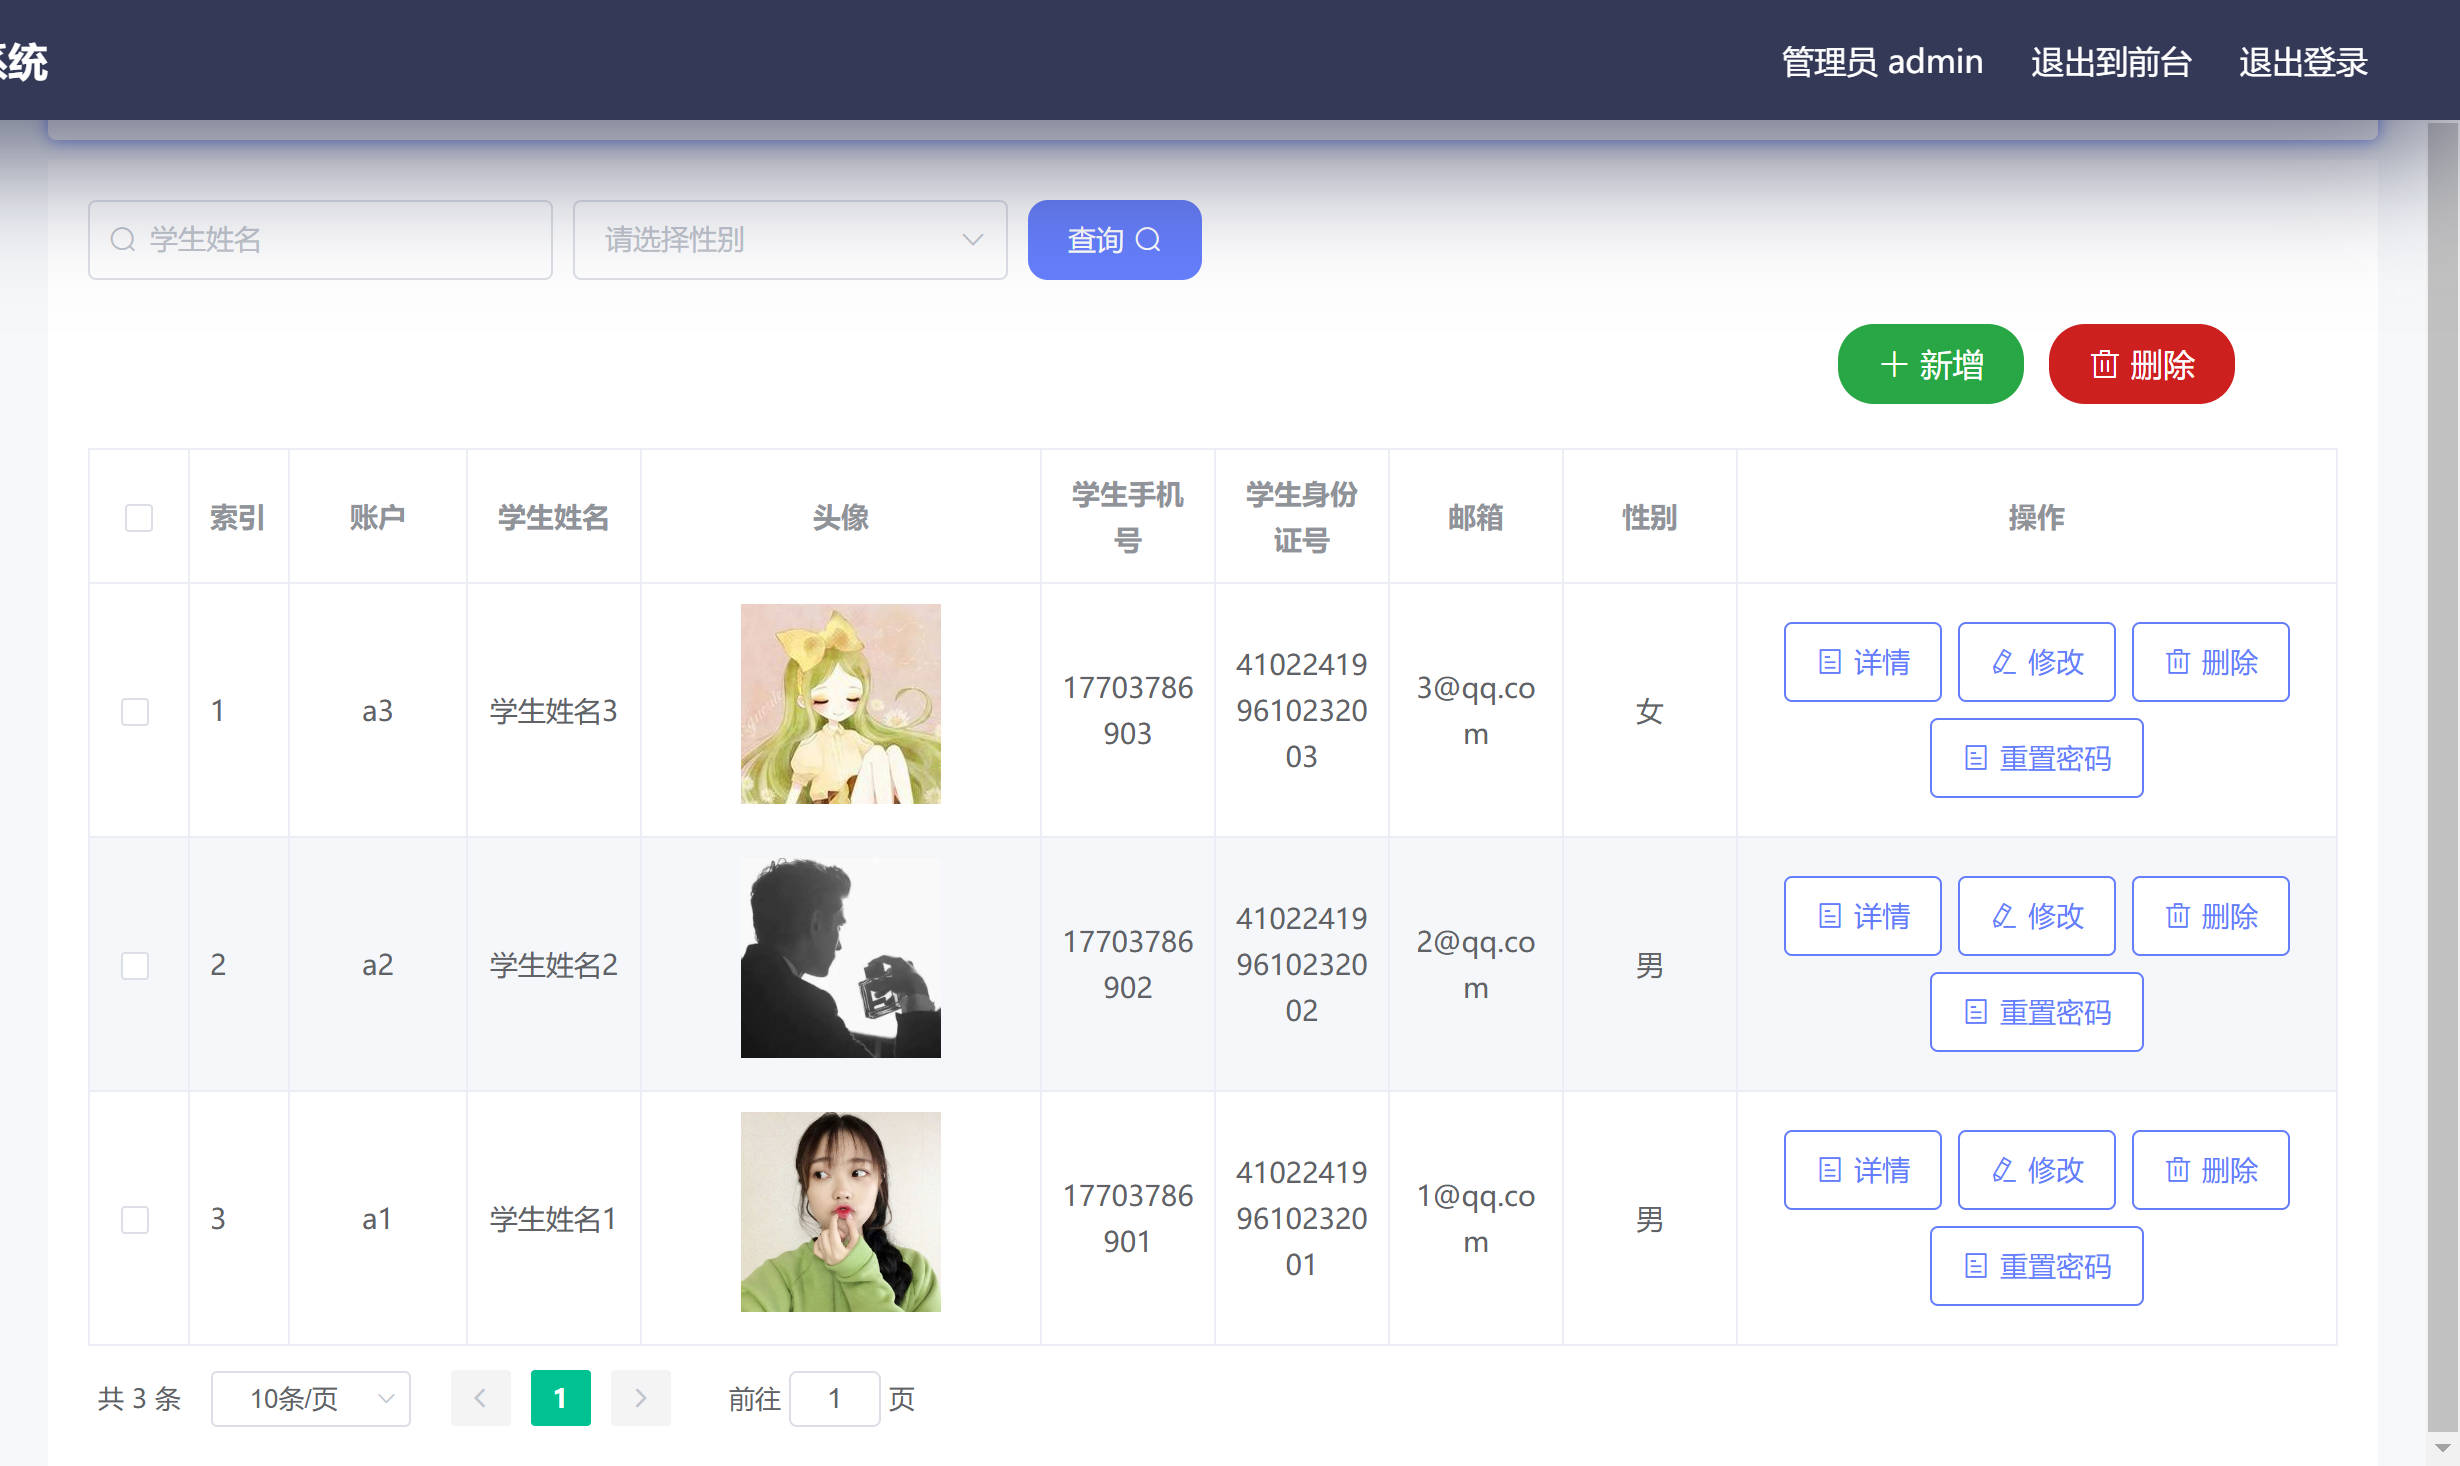 系统
管理员 admin 退出到前台 退出登录
学生姓名 请选择性别 查询
新增 删除
索引 账户 学生姓名 头像 学生手机号 学生身份证号 邮箱 性别 操作
1 a3 学生姓名3 17703786903 410224199610232003 3@qq.com 女 详情 修改 删除
重置密码
2 a2 学生姓名2 17703786902 410224199610232002 2@qq.com 男 详情 修改 删除
重置密码
3 a1 学生姓名1 17703786901 410224199610232001 1@qq.com 男 详情 修改 删除
重置密码
共 3 条 10条/页 1 前往 1 页